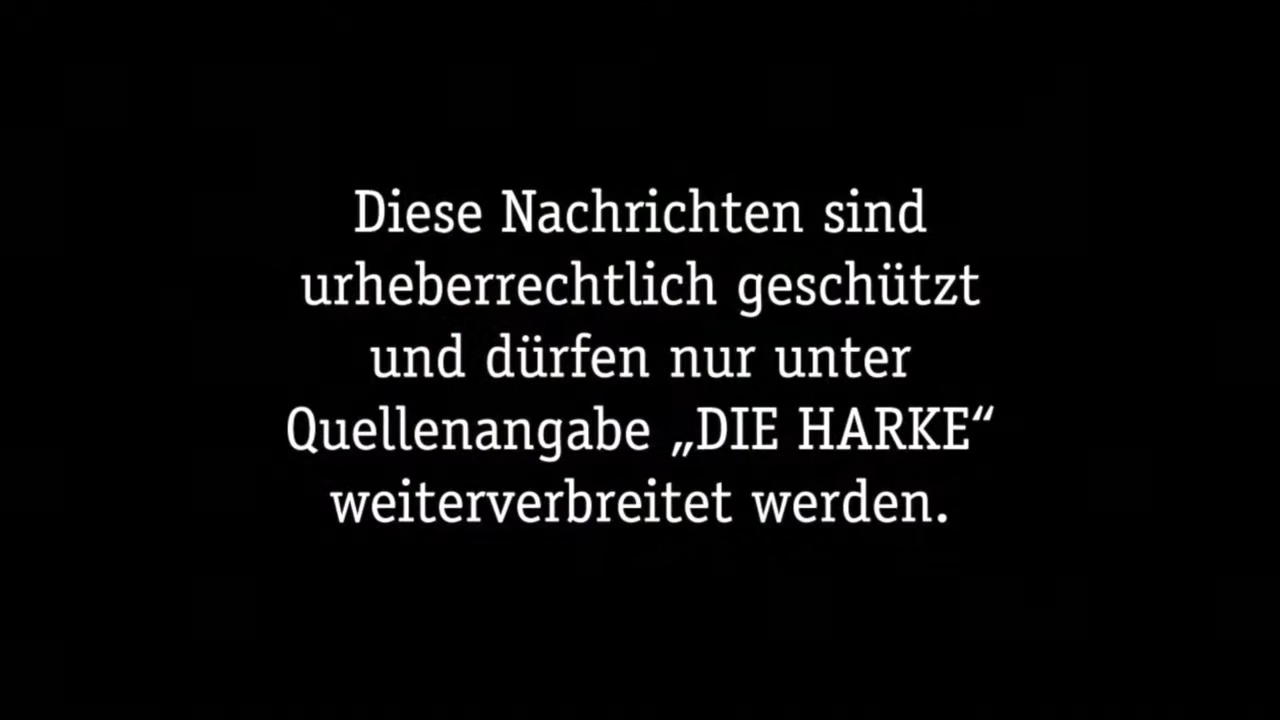 Diese Nachrichten sind
urheberrechtlich geschützt
und dürfen nur unter
Quellenangabe „DIE HARKE“
weiterverbreitet werden.